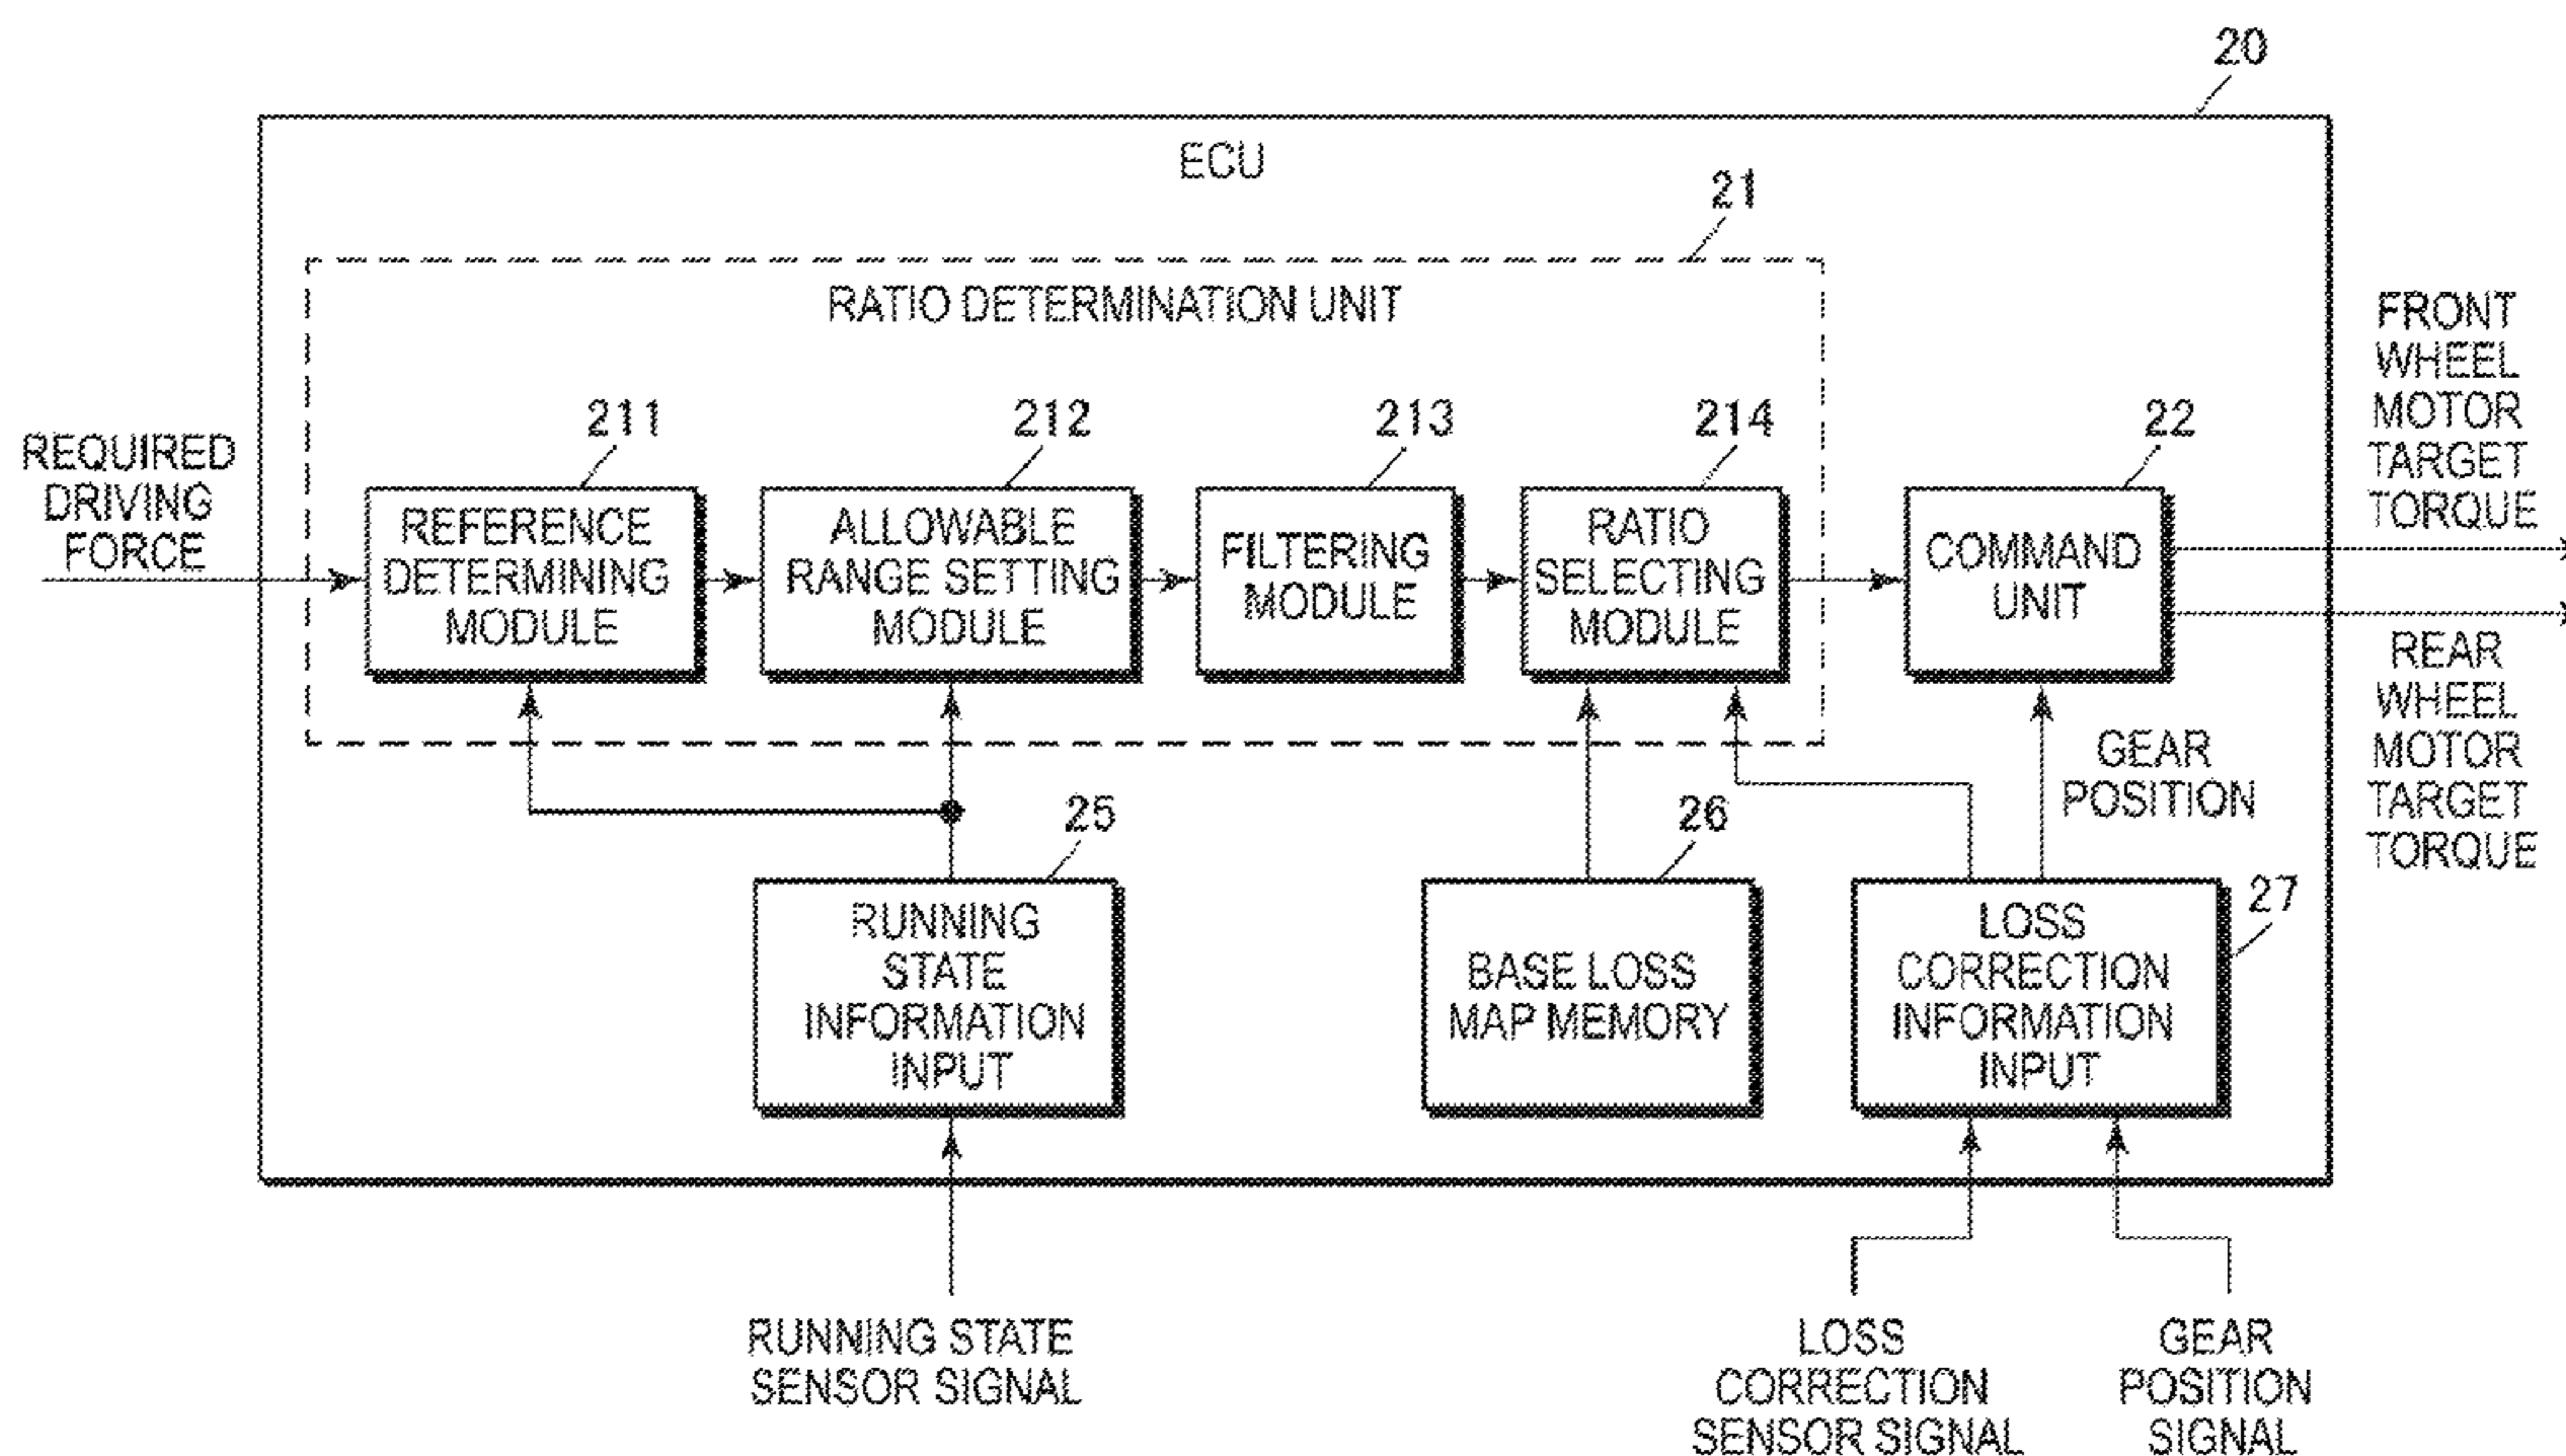 20
ECU
21
RATIO DETERMINATION UNIT
FRONT
WHEEL
MOTOR
TARGET
TORQUE
REQUIRED
DRIVING
FORCE
211
212
213
214
22
REFERENCE
DETERMINING
MODULE
ALLOWABLE
RANGE SETTING
MODULE
FILTERING
MODULE
RATIO
SELECTING
MODULE
COMMAND
UNIT
REAR
WHEEL
MOTOR
TARGET
TORQUE
GEAR
POSITION
25
26
27
RUNNING
STATE
INFORMATION
INPUT
BASE LOSS
MAP MEMORY
LOSS
CORRECTION
INFORMATION
INPUT
RUNNING STATE
SENSOR SIGNAL
LOSS
CORRECTION
SENSOR SIGNAL
GEAR
POSITION
SIGNAL